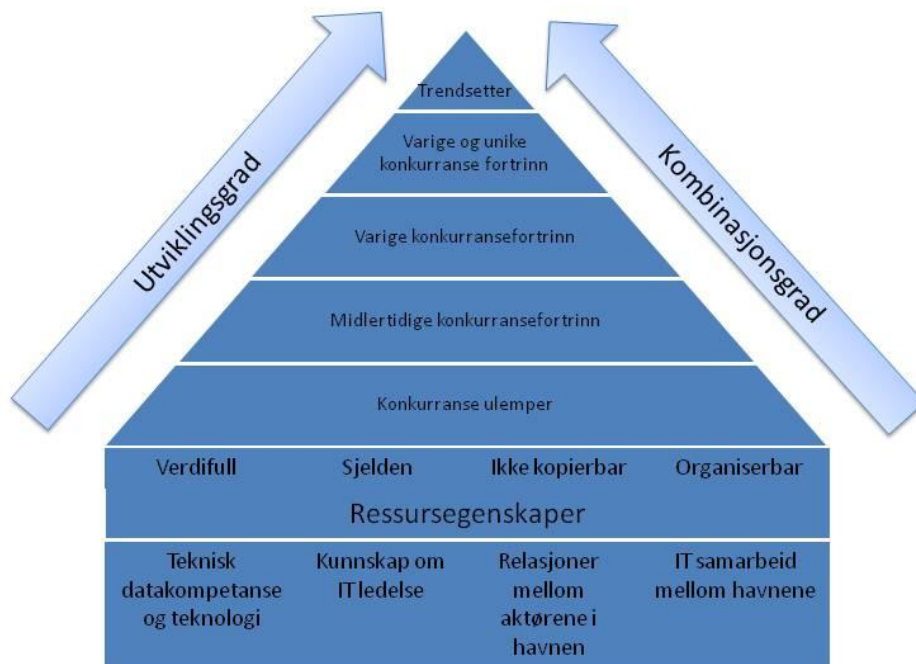 Utviklingsgrad
Kombinasjonsgrad
Trendsetter
Varige og unike
konkurranse fortrinn
Varige konkurransefortrinn
Midlertidige konkurransefortrinn
Konkurranse ulemper
Verdifull
Sjelden
Ikke kopierbar
Organiserbar
Ressursegenskaper
Teknisk
datakompetanse
og teknologi
Kunnskap om
IT ledelse
Relasjoner
mellom
aktørene i
havnen
IT samarbeid
mellom havnene